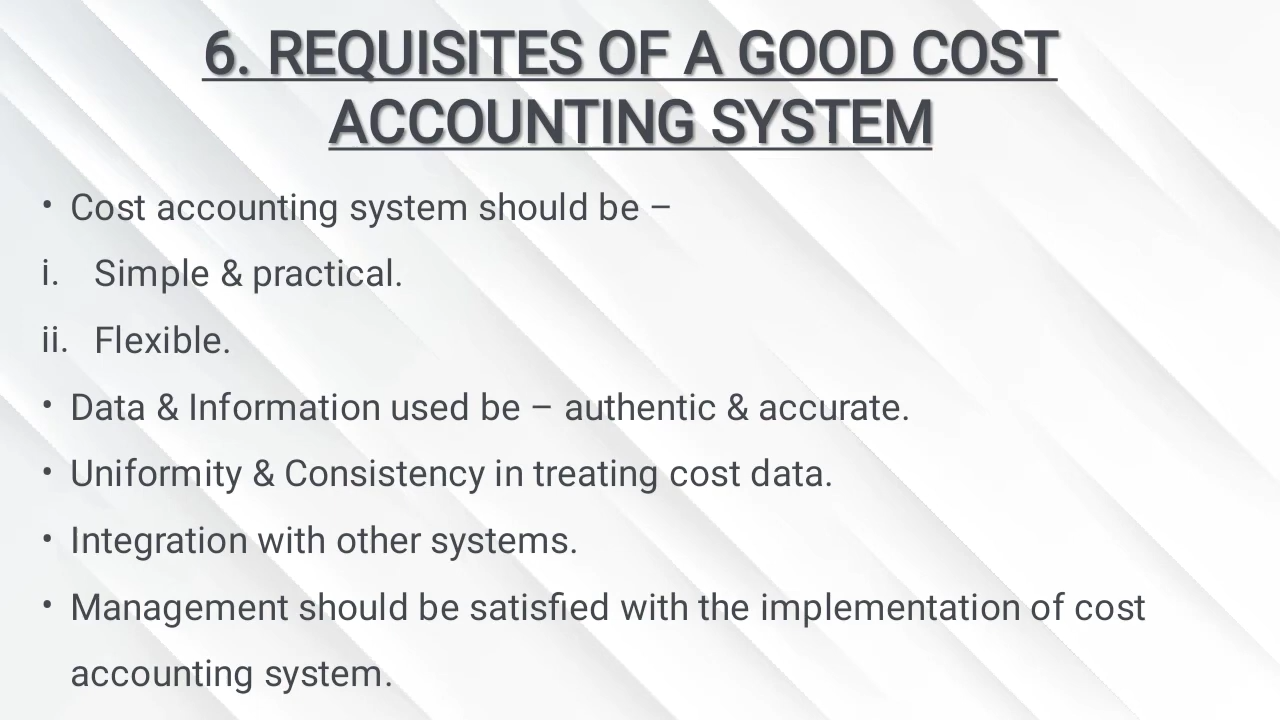 6. REQUISITES OF A GOOD COST
ACCOUNTING SYSTEM
• Cost accounting system should be –
i. Simple & practical.
ii. Flexible.
• Data & Information used be – authentic & accurate.
• Uniformity & Consistency in treating cost data.
• Integration with other systems.
• Management should be satisfied with the implementation of cost
accounting system.